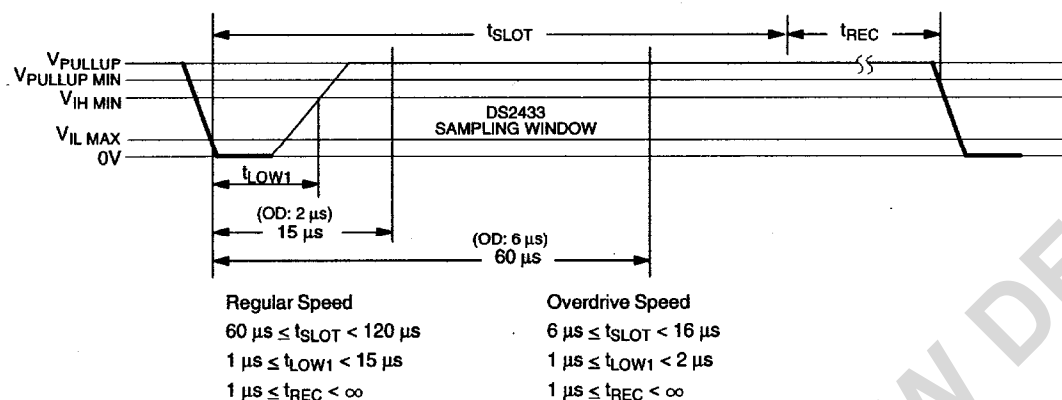 tSLOT
tREC
VPULLUP
VPULLUP MIN
VIH MIN
VIL MAX
0V
DS2433
SAMPLING WINDOW
tLOW1
(OD: 2 µs)
15 µs
(OD: 6 µs)
60 µs
Regular Speed
60 µs ≤ tSLOT < 120 µs
1 µs ≤ tLOW1 < 15 µs
1 µs ≤ tREC < ∞
Overdrive Speed
6 µs ≤ tSLOT < 16 µs
1 µs ≤ tLOW1 < 2 µs
1 µs ≤ tREC < ∞